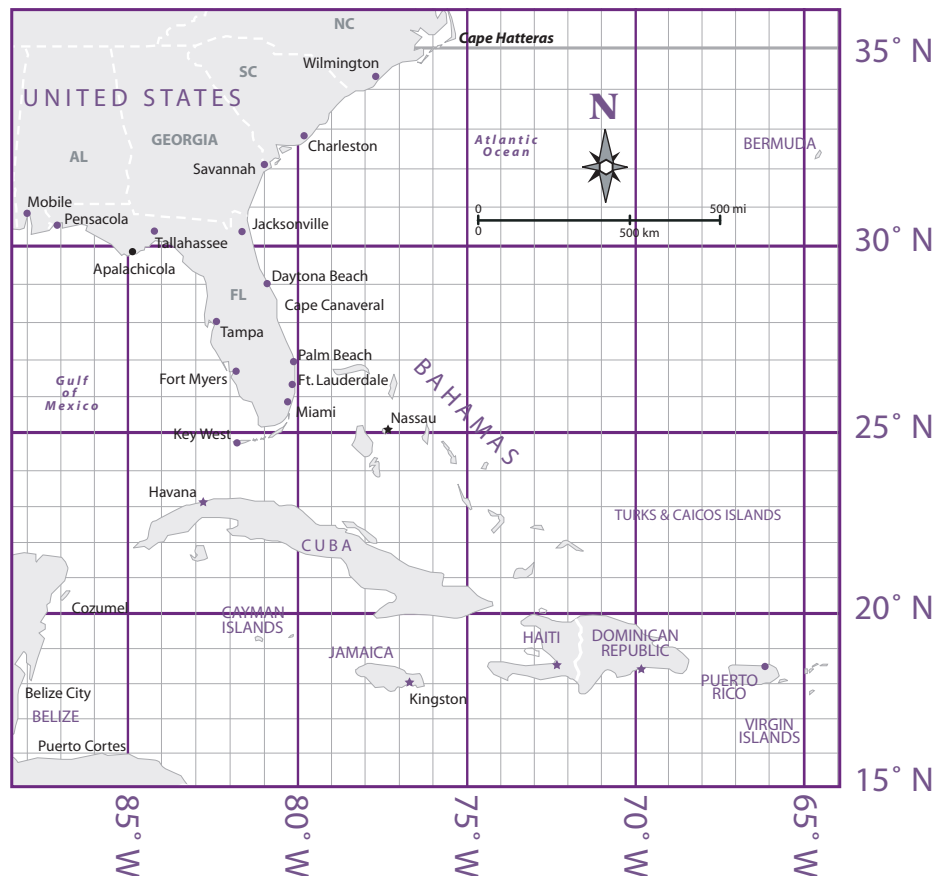 NC
Cape Hatteras
35° N
Wilmington
SC
UNITED STATES
N
GEORGIA
Atlantic
Ocean
BERMUDA
Charleston
AL
Savannah
Mobile
Pensacola
0
500 mi
0
500 km
Jacksonville
Tallahassee
30° N
Apalachicola
Daytona Beach
FL
Cape Canaveral
Tampa
Palm Beach
Fort Myers
Ft. Lauderdale
Gulf
of
Mexico
BAHAMAS
Miami
Nassau
Key West
25° N
Havana
TURKS & CAICOS ISLANDS
CUBA
Cozumel
CAYMAN
ISLANDS
20° N
HAITI
DOMINICAN
REPUBLIC
JAMAICA
PUERTO
RICO
Belize City
Kingston
BELIZE
VIRGIN
ISLANDS
Puerto Cortes
15° N
85° W
80° W
75° W
70° W
65° W